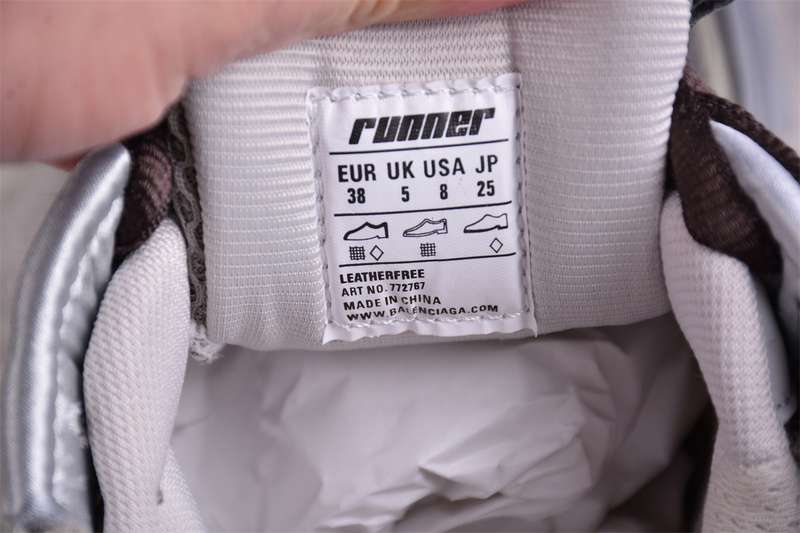 runner
EUR UK USA JP
38 5 8 25
LEATHERFREE
ART NO. 772767
MADE IN CHINA
WWW.BALENCIAGA.COM